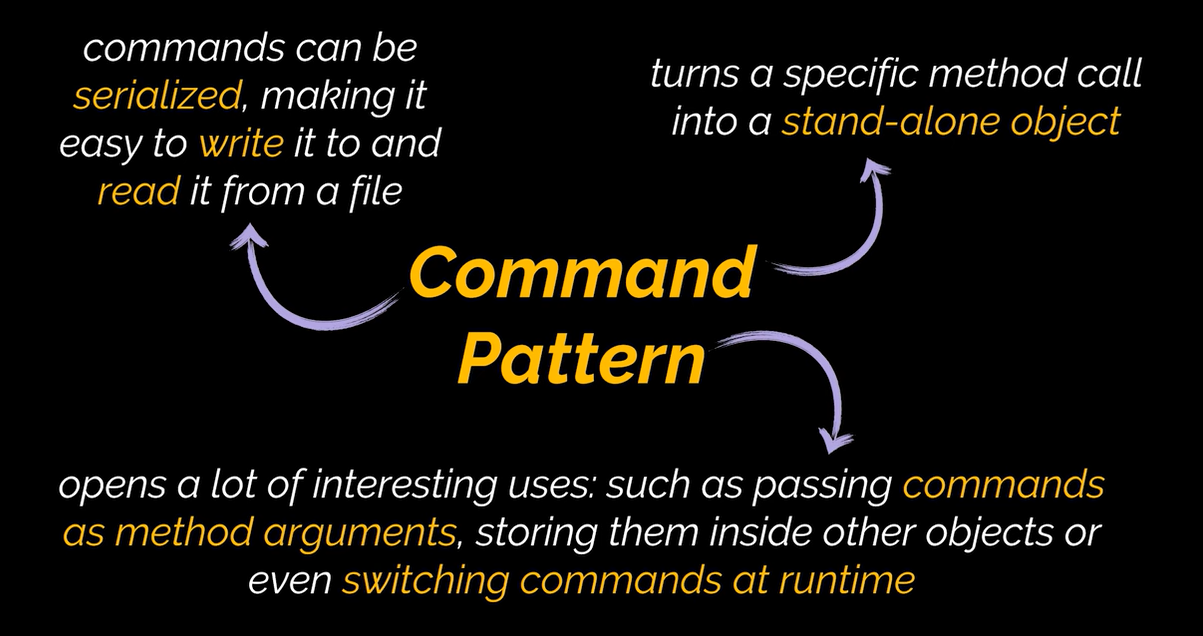 commands can be
serialized, making it
easy to write it to and
read it from a file
turns a specific method call
into a stand-alone object
Command
Pattern
opens a lot of interesting uses: such as passing commands
as method arguments, storing them inside other objects or
even switching commands at runtime